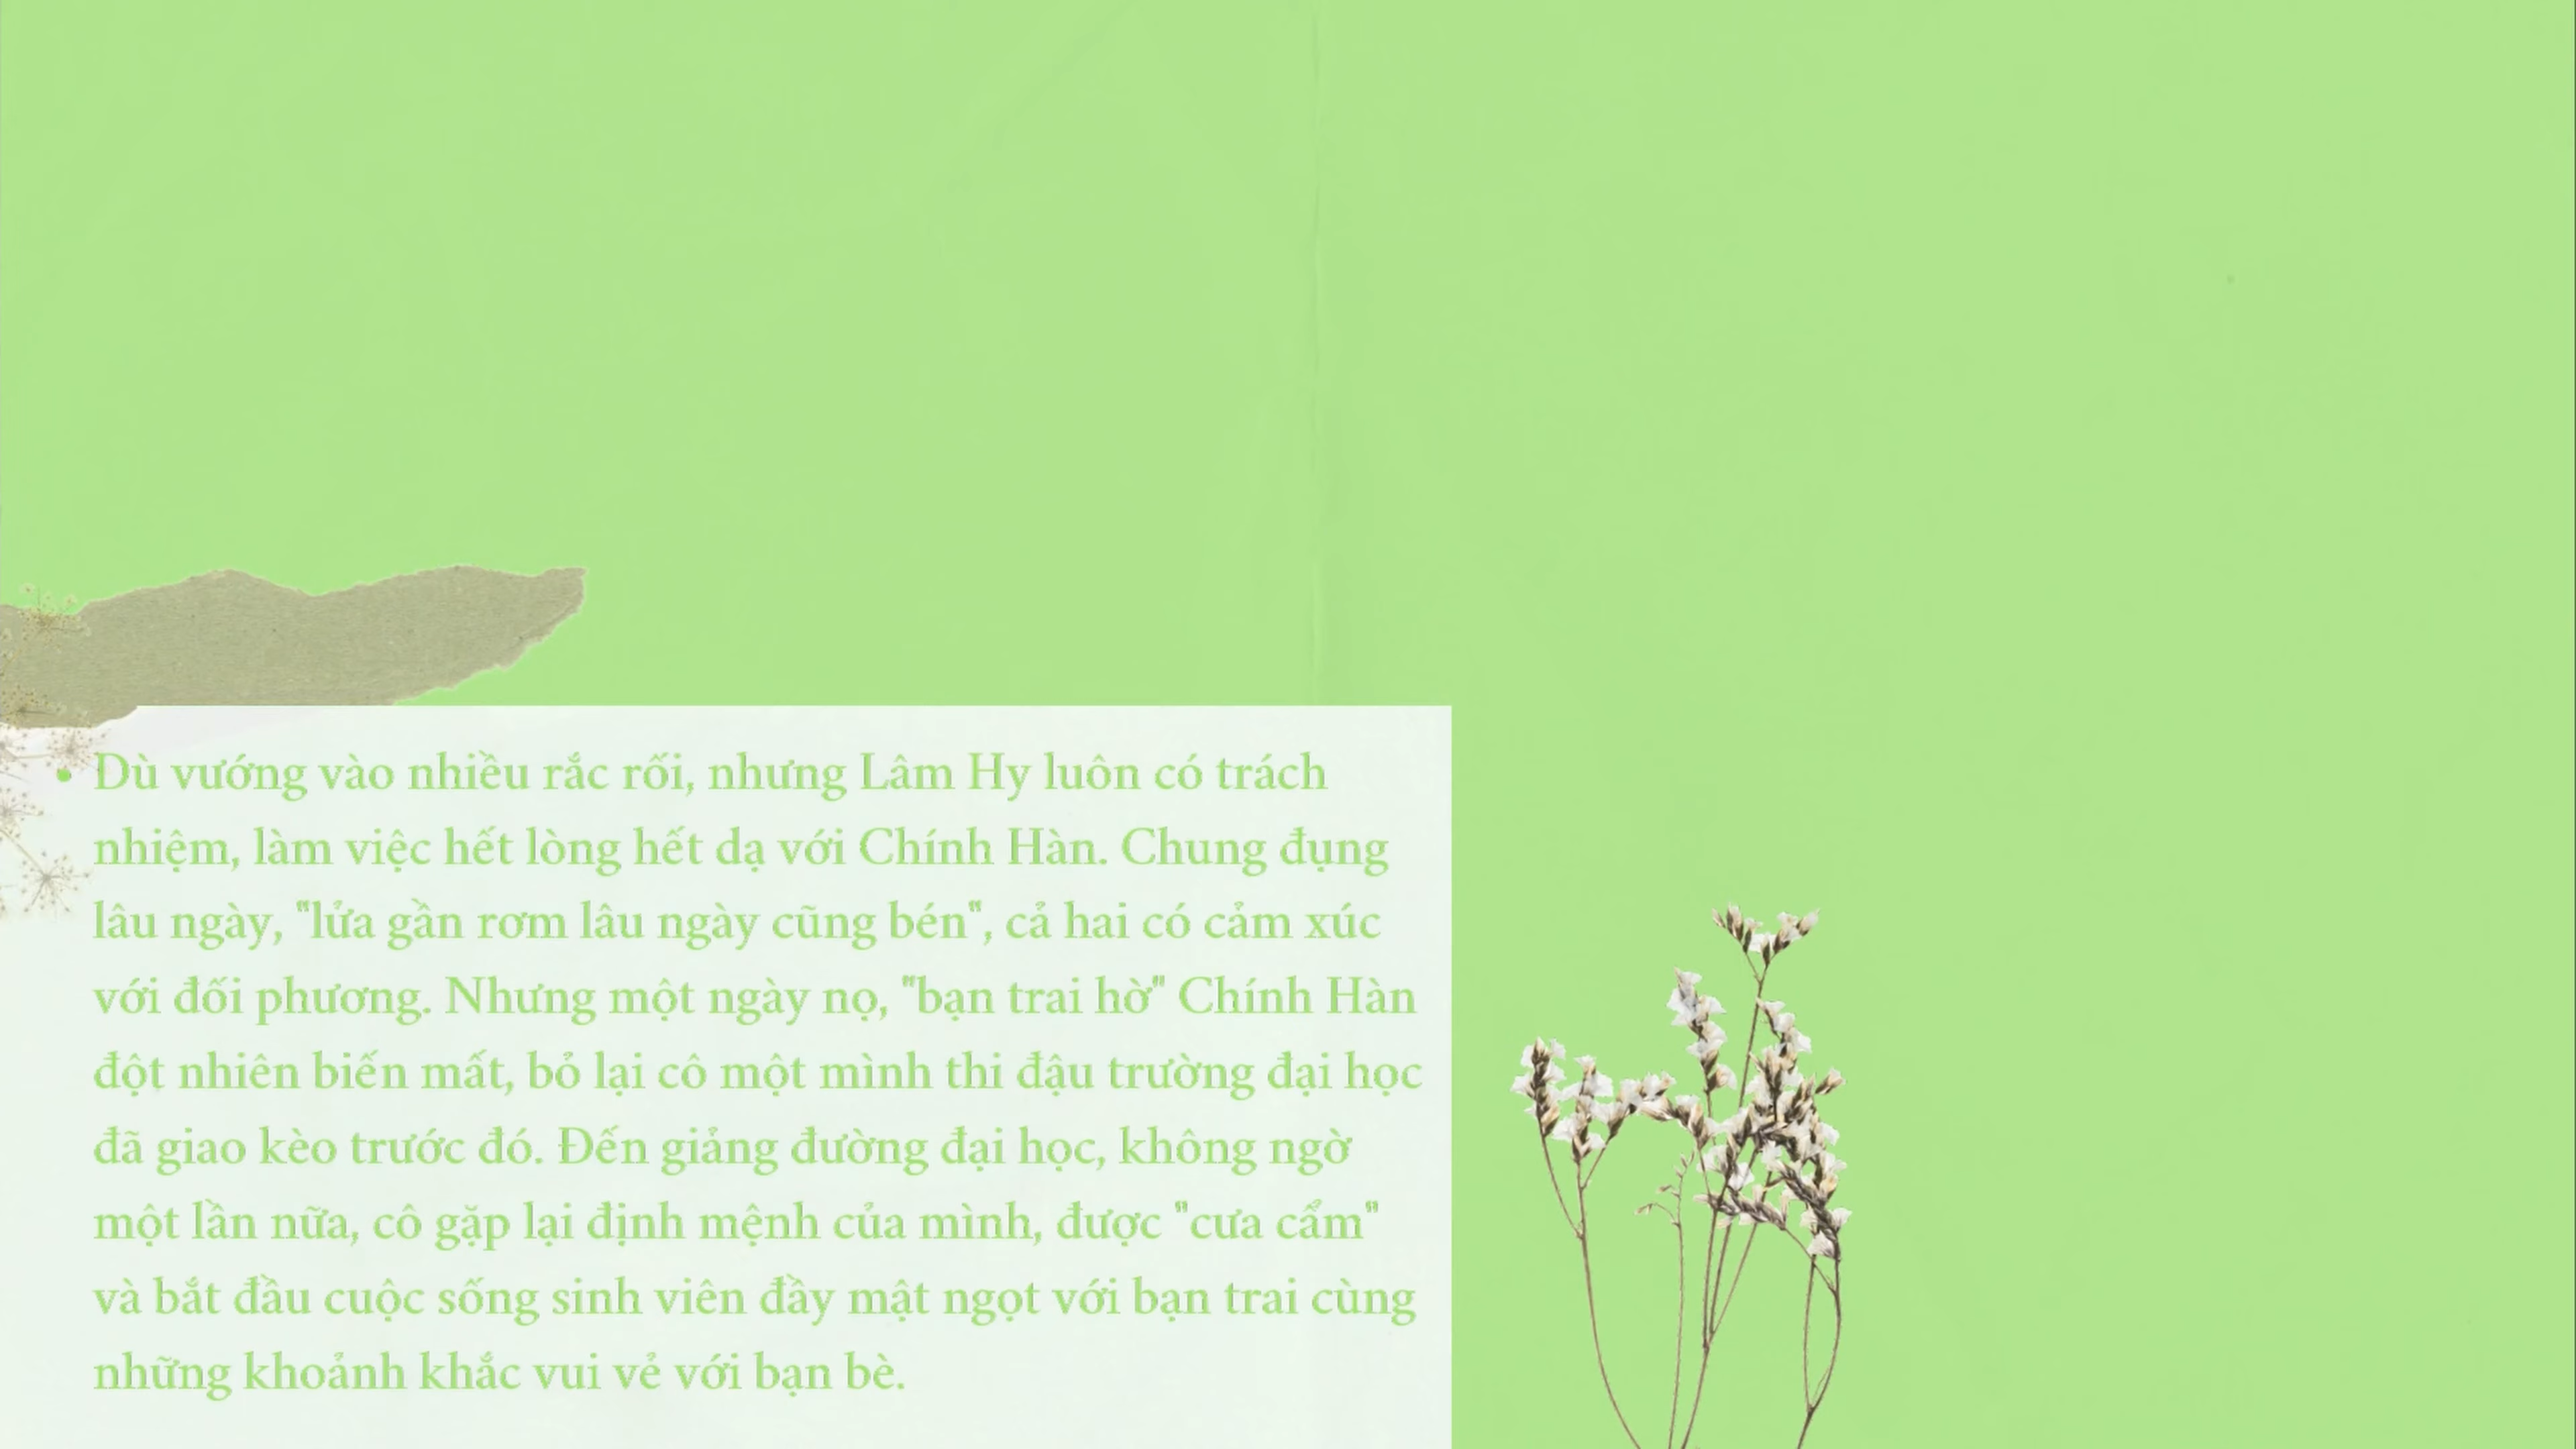 • Dù vướng vào nhiều rắc rối, nhưng Lâm Hy luôn có trách
nhiệm, làm việc hết lòng hết dạ với Chính Hàn. Chung đụng
lâu ngày, "lửa gần rơm lâu ngày cũng bén", cả hai có cảm xúc
với đối phương. Nhưng một ngày nọ, "bạn trai hờ" Chính Hàn
đột nhiên biến mất, bỏ lại cô một mình thi đậu trường đại học
đã giao kèo trước đó. Đến giảng đường đại học, không ngờ
một lần nữa, cô gặp lại định mệnh của mình, được "cưa cẩm"
và bắt đầu cuộc sống sinh viên đầy mật ngọt với bạn trai cùng
những khoảnh khắc vui vẻ với bạn bè.